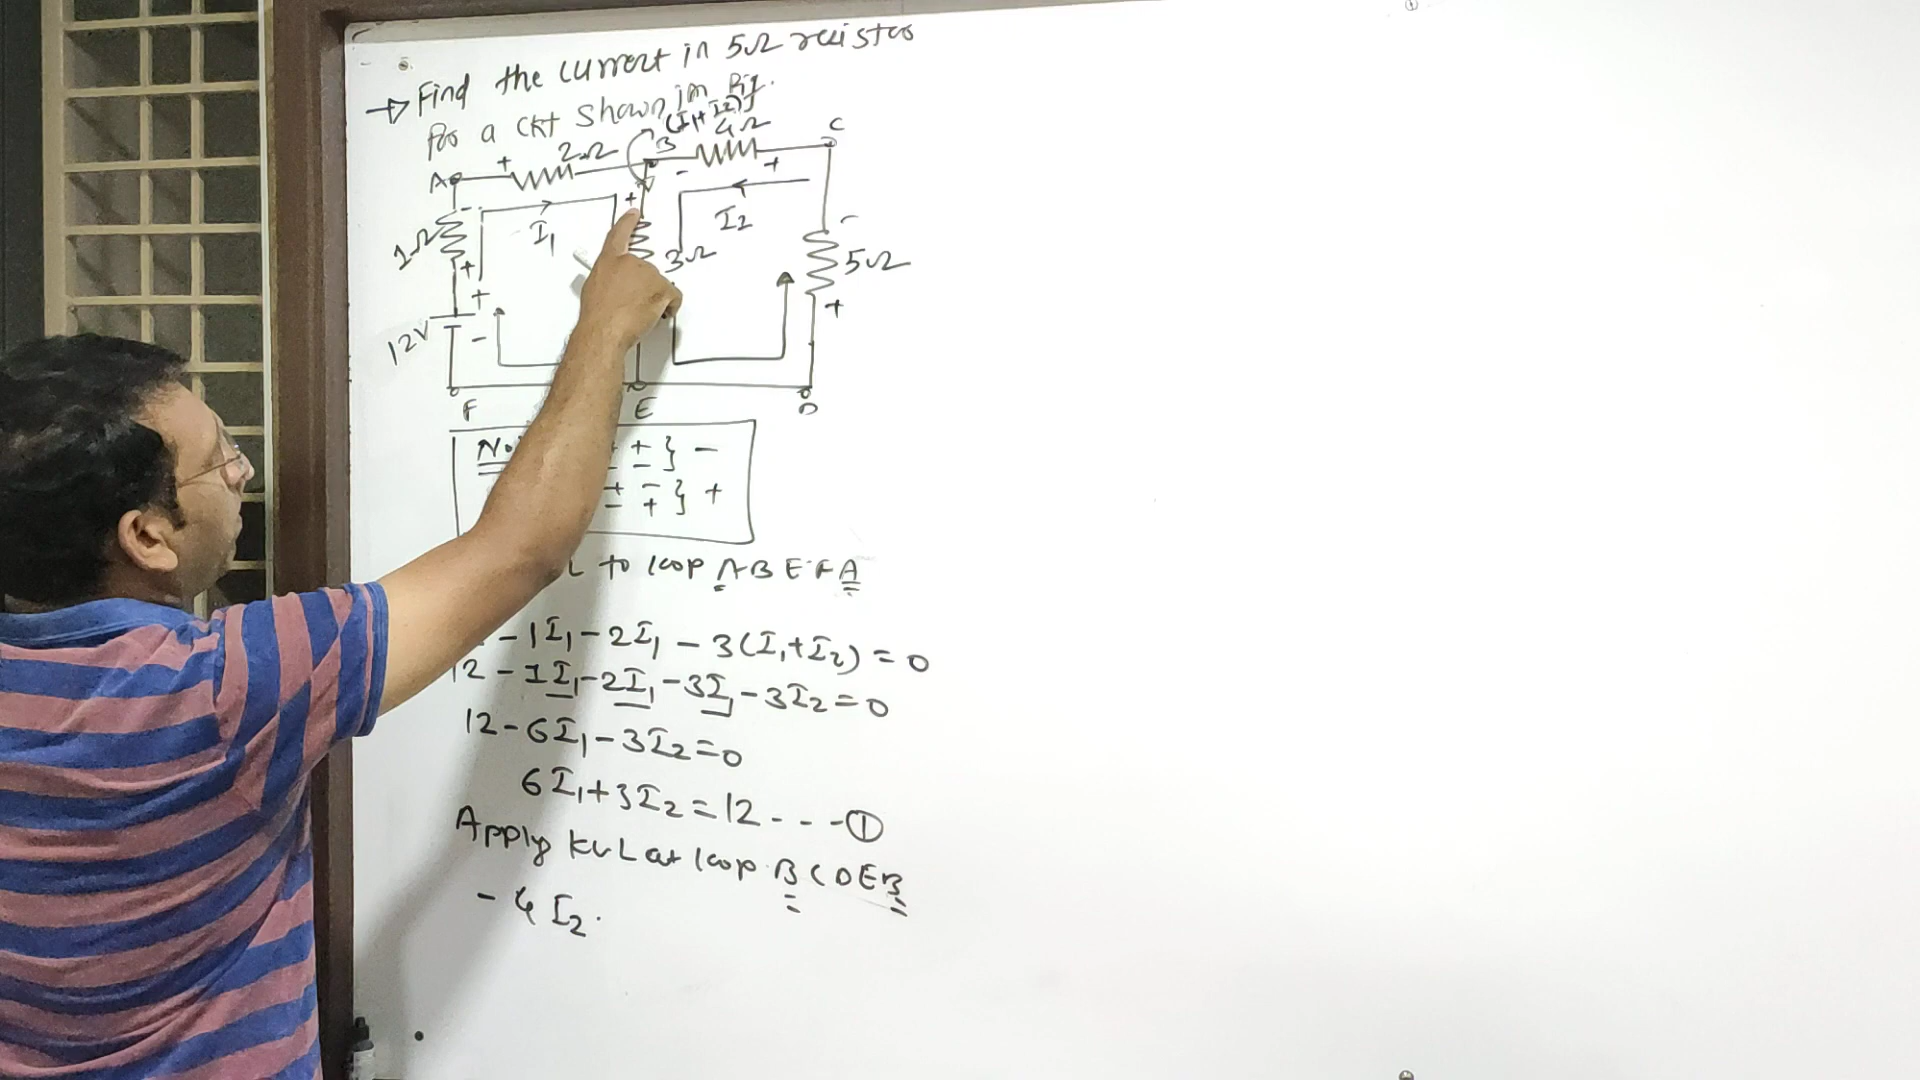 → Find the current in 5Ω resistor
for a ckt shown in fig.
(I1+I2)
2Ω
B
4Ω
C
A
+
-
+
1Ω
-
+
I1
+
I2
-
3Ω
5Ω
+
+
12V
-
F
E
D
+ } -
-
+ - } +
- +
to loop ABEFA
- 1I1 - 2I1 - 3(I1+I2) = 0
12 - 1I1 - 2I1 - 3I1 - 3I2 = 0
12 - 6I1 - 3I2 = 0
6I1 + 3I2 = 12 - - - ①
Apply KVL at loop BCDEB
- 4I2.